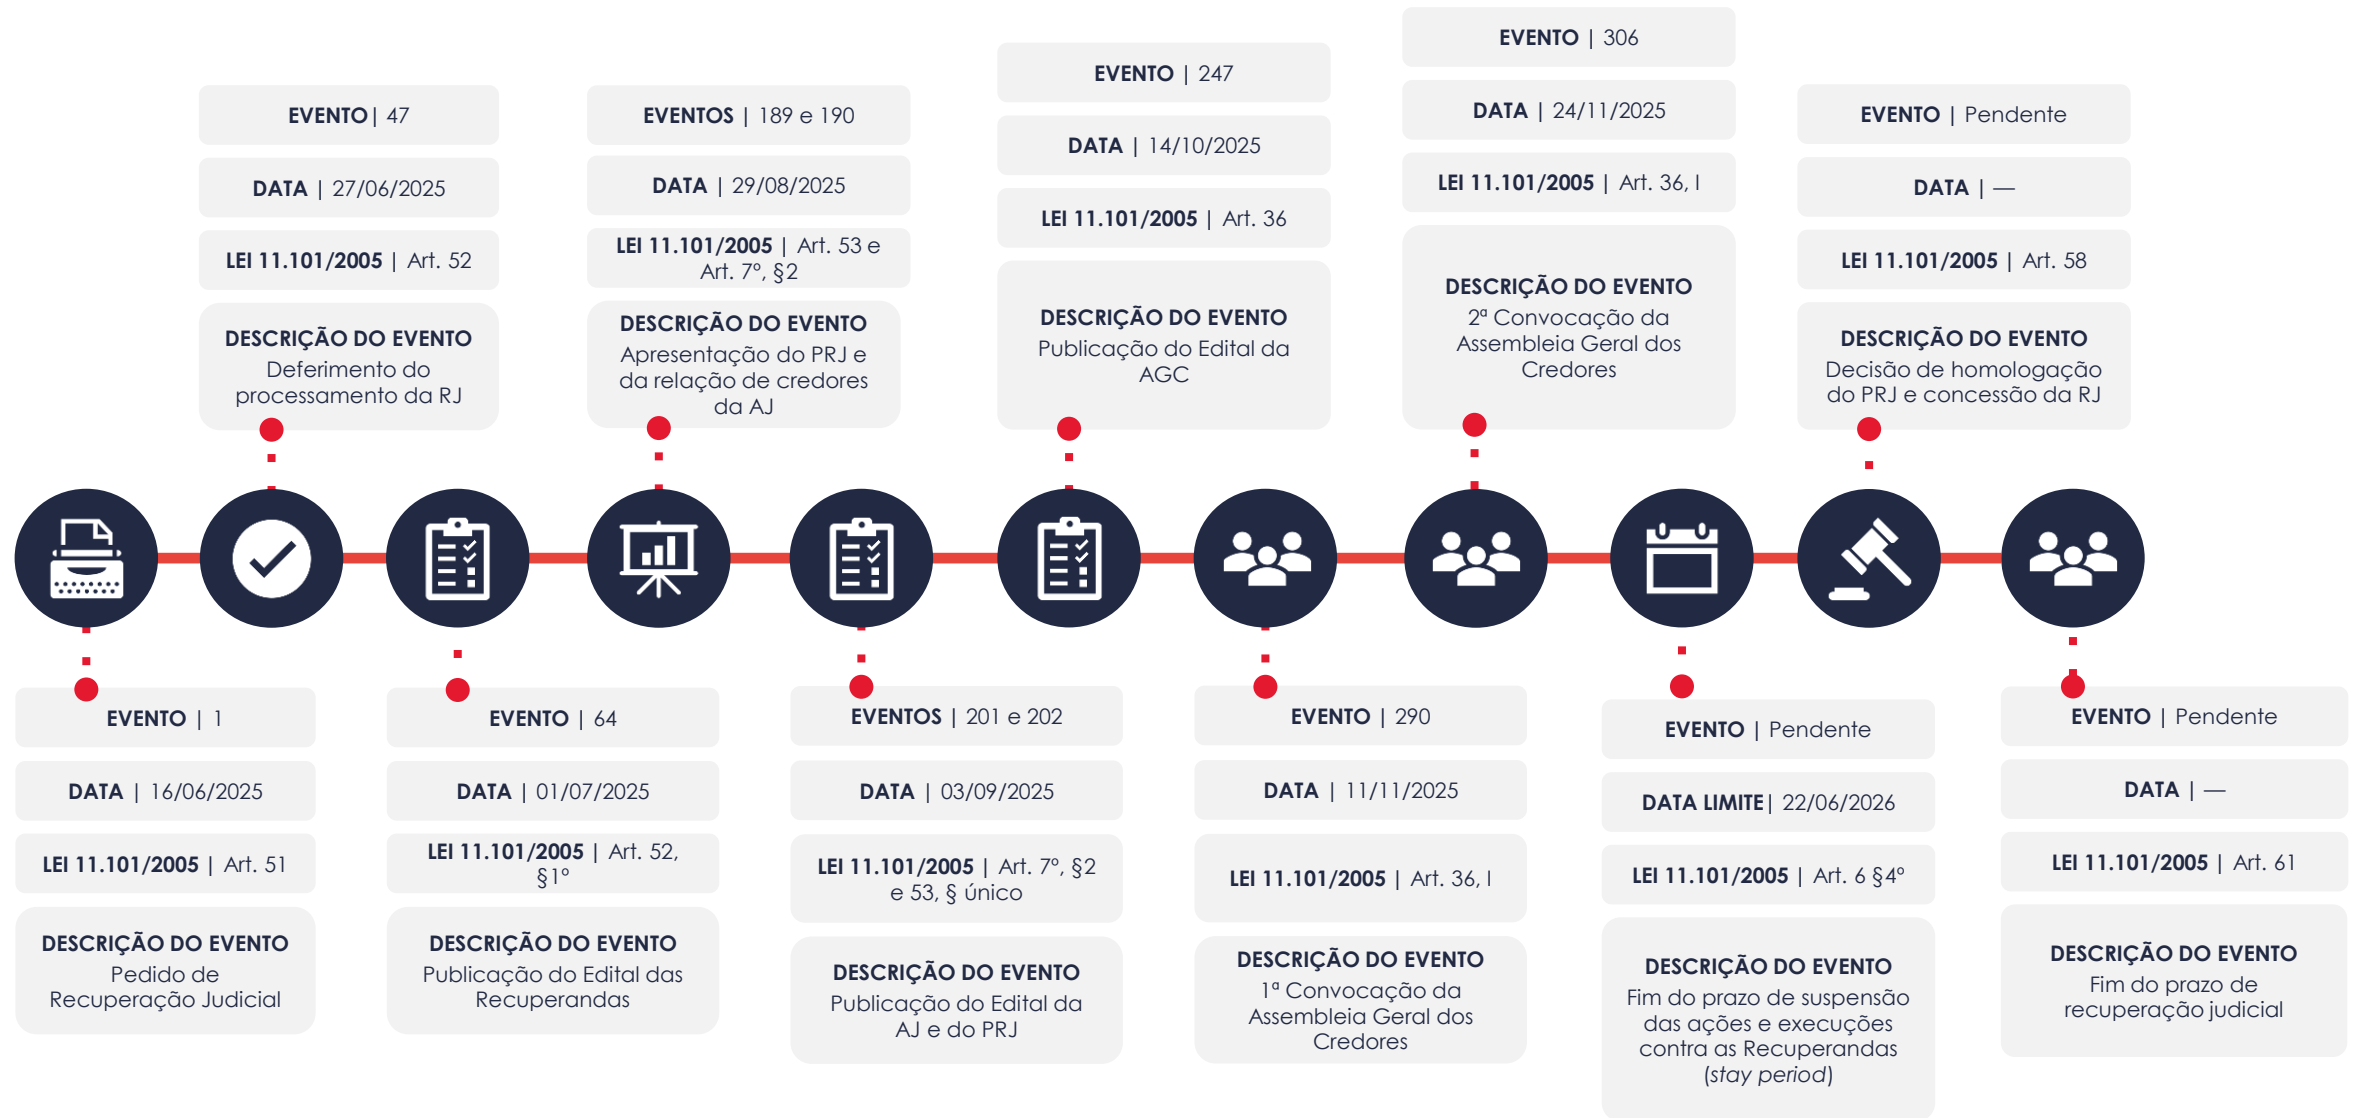 EVENTO | 1
DATA | 16/06/2025
LEI 11.101/2005 | Art. 51
DESCRIÇÃO DO EVENTO
Pedido de
Recuperação Judicial
EVENTO| 47
DATA | 27/06/2025
LEI 11.101/2005 | Art. 52
DESCRIÇÃO DO EVENTO
Deferimento do
processamento da RJ
EVENTO | 64
DATA | 01/07/2025
LEI 11.101/2005 | Art. 52,
§1º
DESCRIÇÃO DO EVENTO
Publicação do Edital das
Recuperandas
EVENTOS | 189 e 190
DATA | 29/08/2025
LEI 11.101/2005 | Art. 53 e
Art. 7º, §2
DESCRIÇÃO DO EVENTO
Apresentação do PRJ e
da relação de credores
da AJ
EVENTOS | 201 e 202
DATA | 03/09/2025
LEI 11.101/2005 | Art. 7º, §2
e 53, § único
DESCRIÇÃO DO EVENTO
Publicação do Edital da
AJ e do PRJ
EVENTO | 247
DATA | 14/10/2025
LEI 11.101/2005 | Art. 36
DESCRIÇÃO DO EVENTO
Publicação do Edital da
AGC
EVENTO | 290
DATA | 11/11/2025
LEI 11.101/2005 | Art. 36, I
DESCRIÇÃO DO EVENTO
1ª Convocação da
Assembleia Geral dos
Credores
EVENTO | 306
DATA | 24/11/2025
LEI 11.101/2005 | Art. 36, I
DESCRIÇÃO DO EVENTO
2ª Convocação da
Assembleia Geral dos
Credores
EVENTO | Pendente
DATA LIMITE| 22/06/2026
LEI 11.101/2005 | Art. 6 §4º
DESCRIÇÃO DO EVENTO
Fim do prazo de suspensão
das ações e execuções
contra as Recuperandas
(stay period)
EVENTO | Pendente
DATA | —
LEI 11.101/2005 | Art. 58
DESCRIÇÃO DO EVENTO
Decisão de homologação
do PRJ e concessão da RJ
EVENTO | Pendente
DATA | —
LEI 11.101/2005 | Art. 61
DESCRIÇÃO DO EVENTO
Fim do prazo de
recuperação judicial